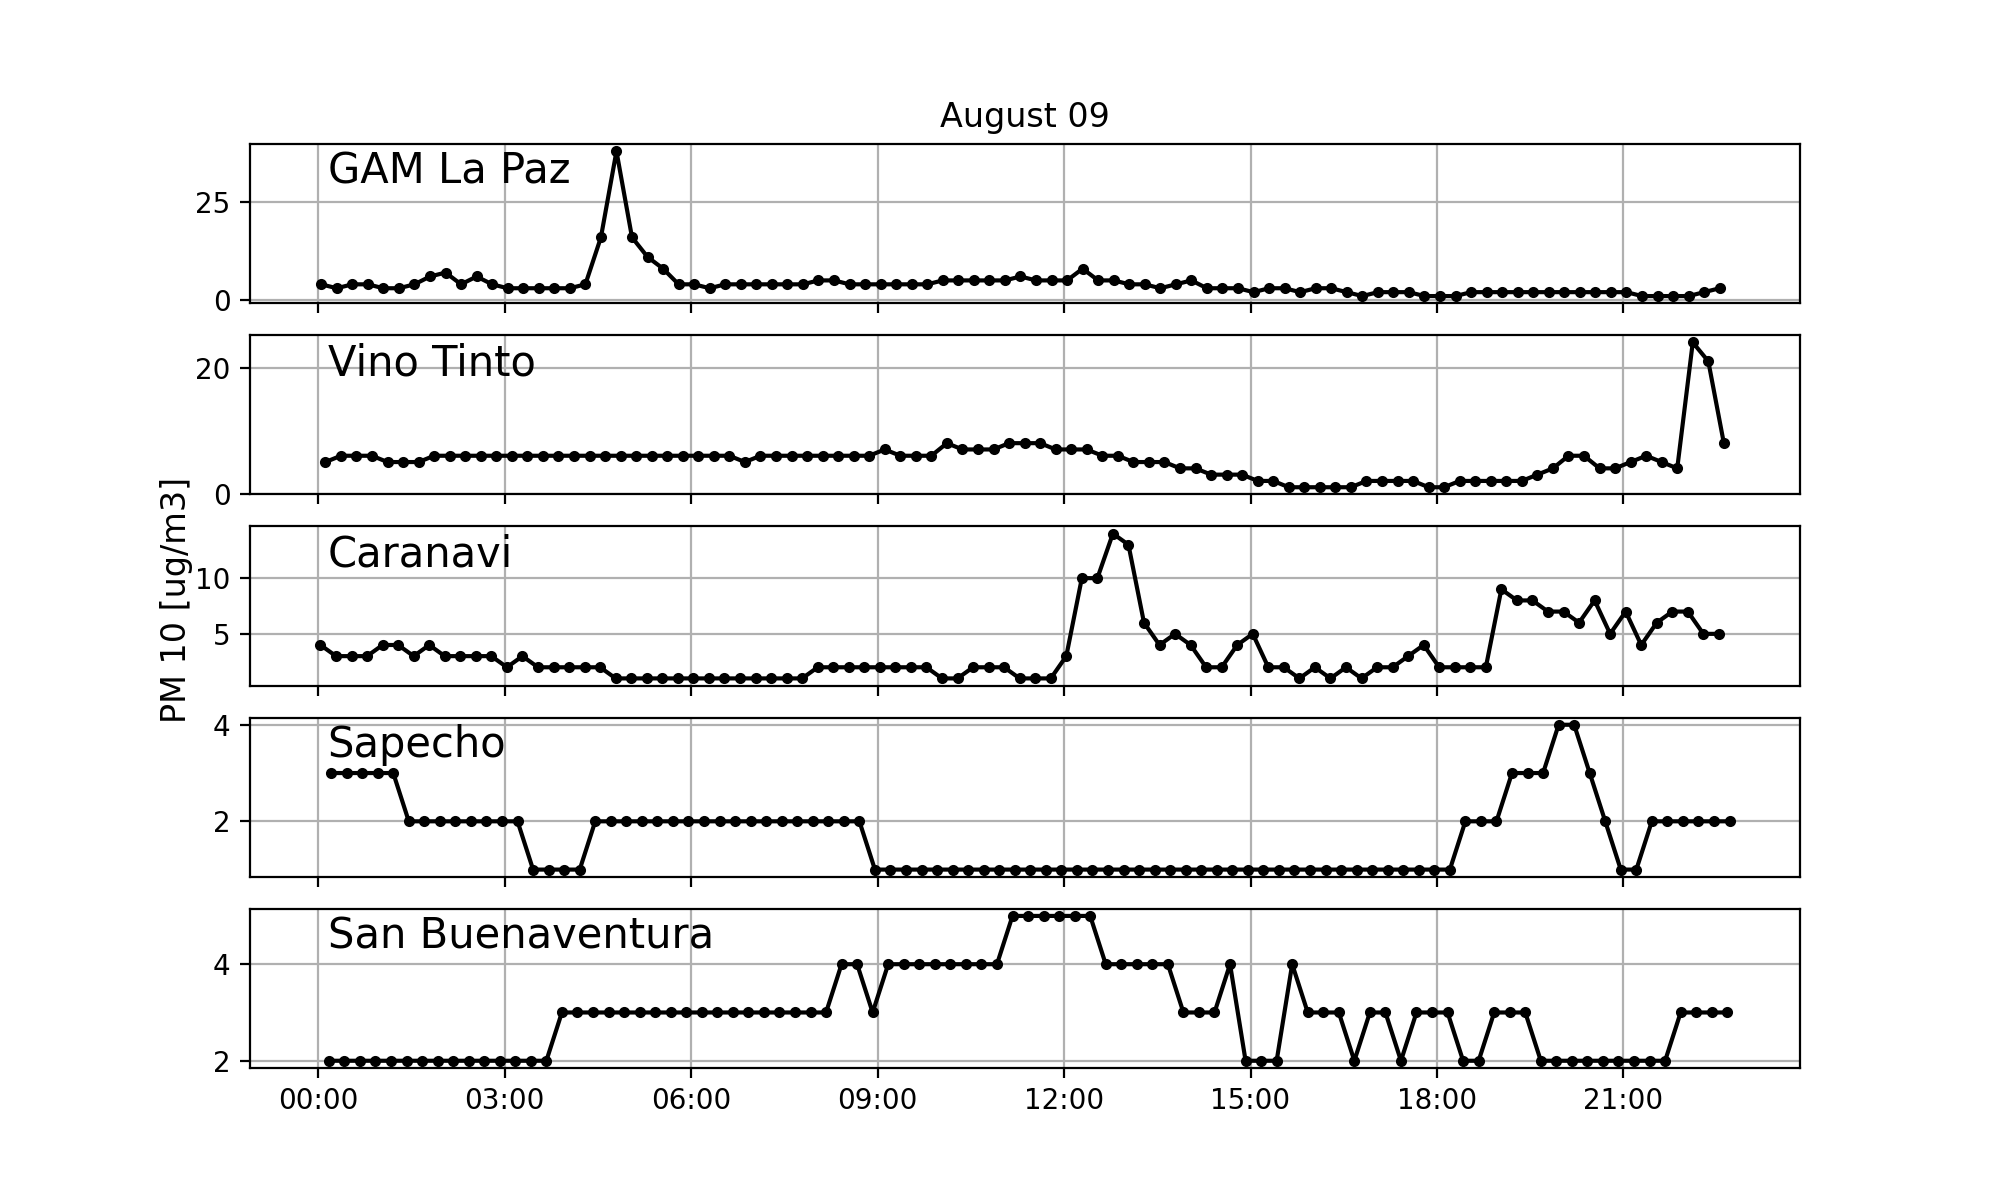 August 09
PM 10 [ug/m3]
GAM La Paz
25
0
Vino Tinto
20
0
Caranavi
10
5
Sapecho
4
2
San Buenaventura
4
2
00:00 03:00 06:00 09:00 12:00 15:00 18:00 21:00